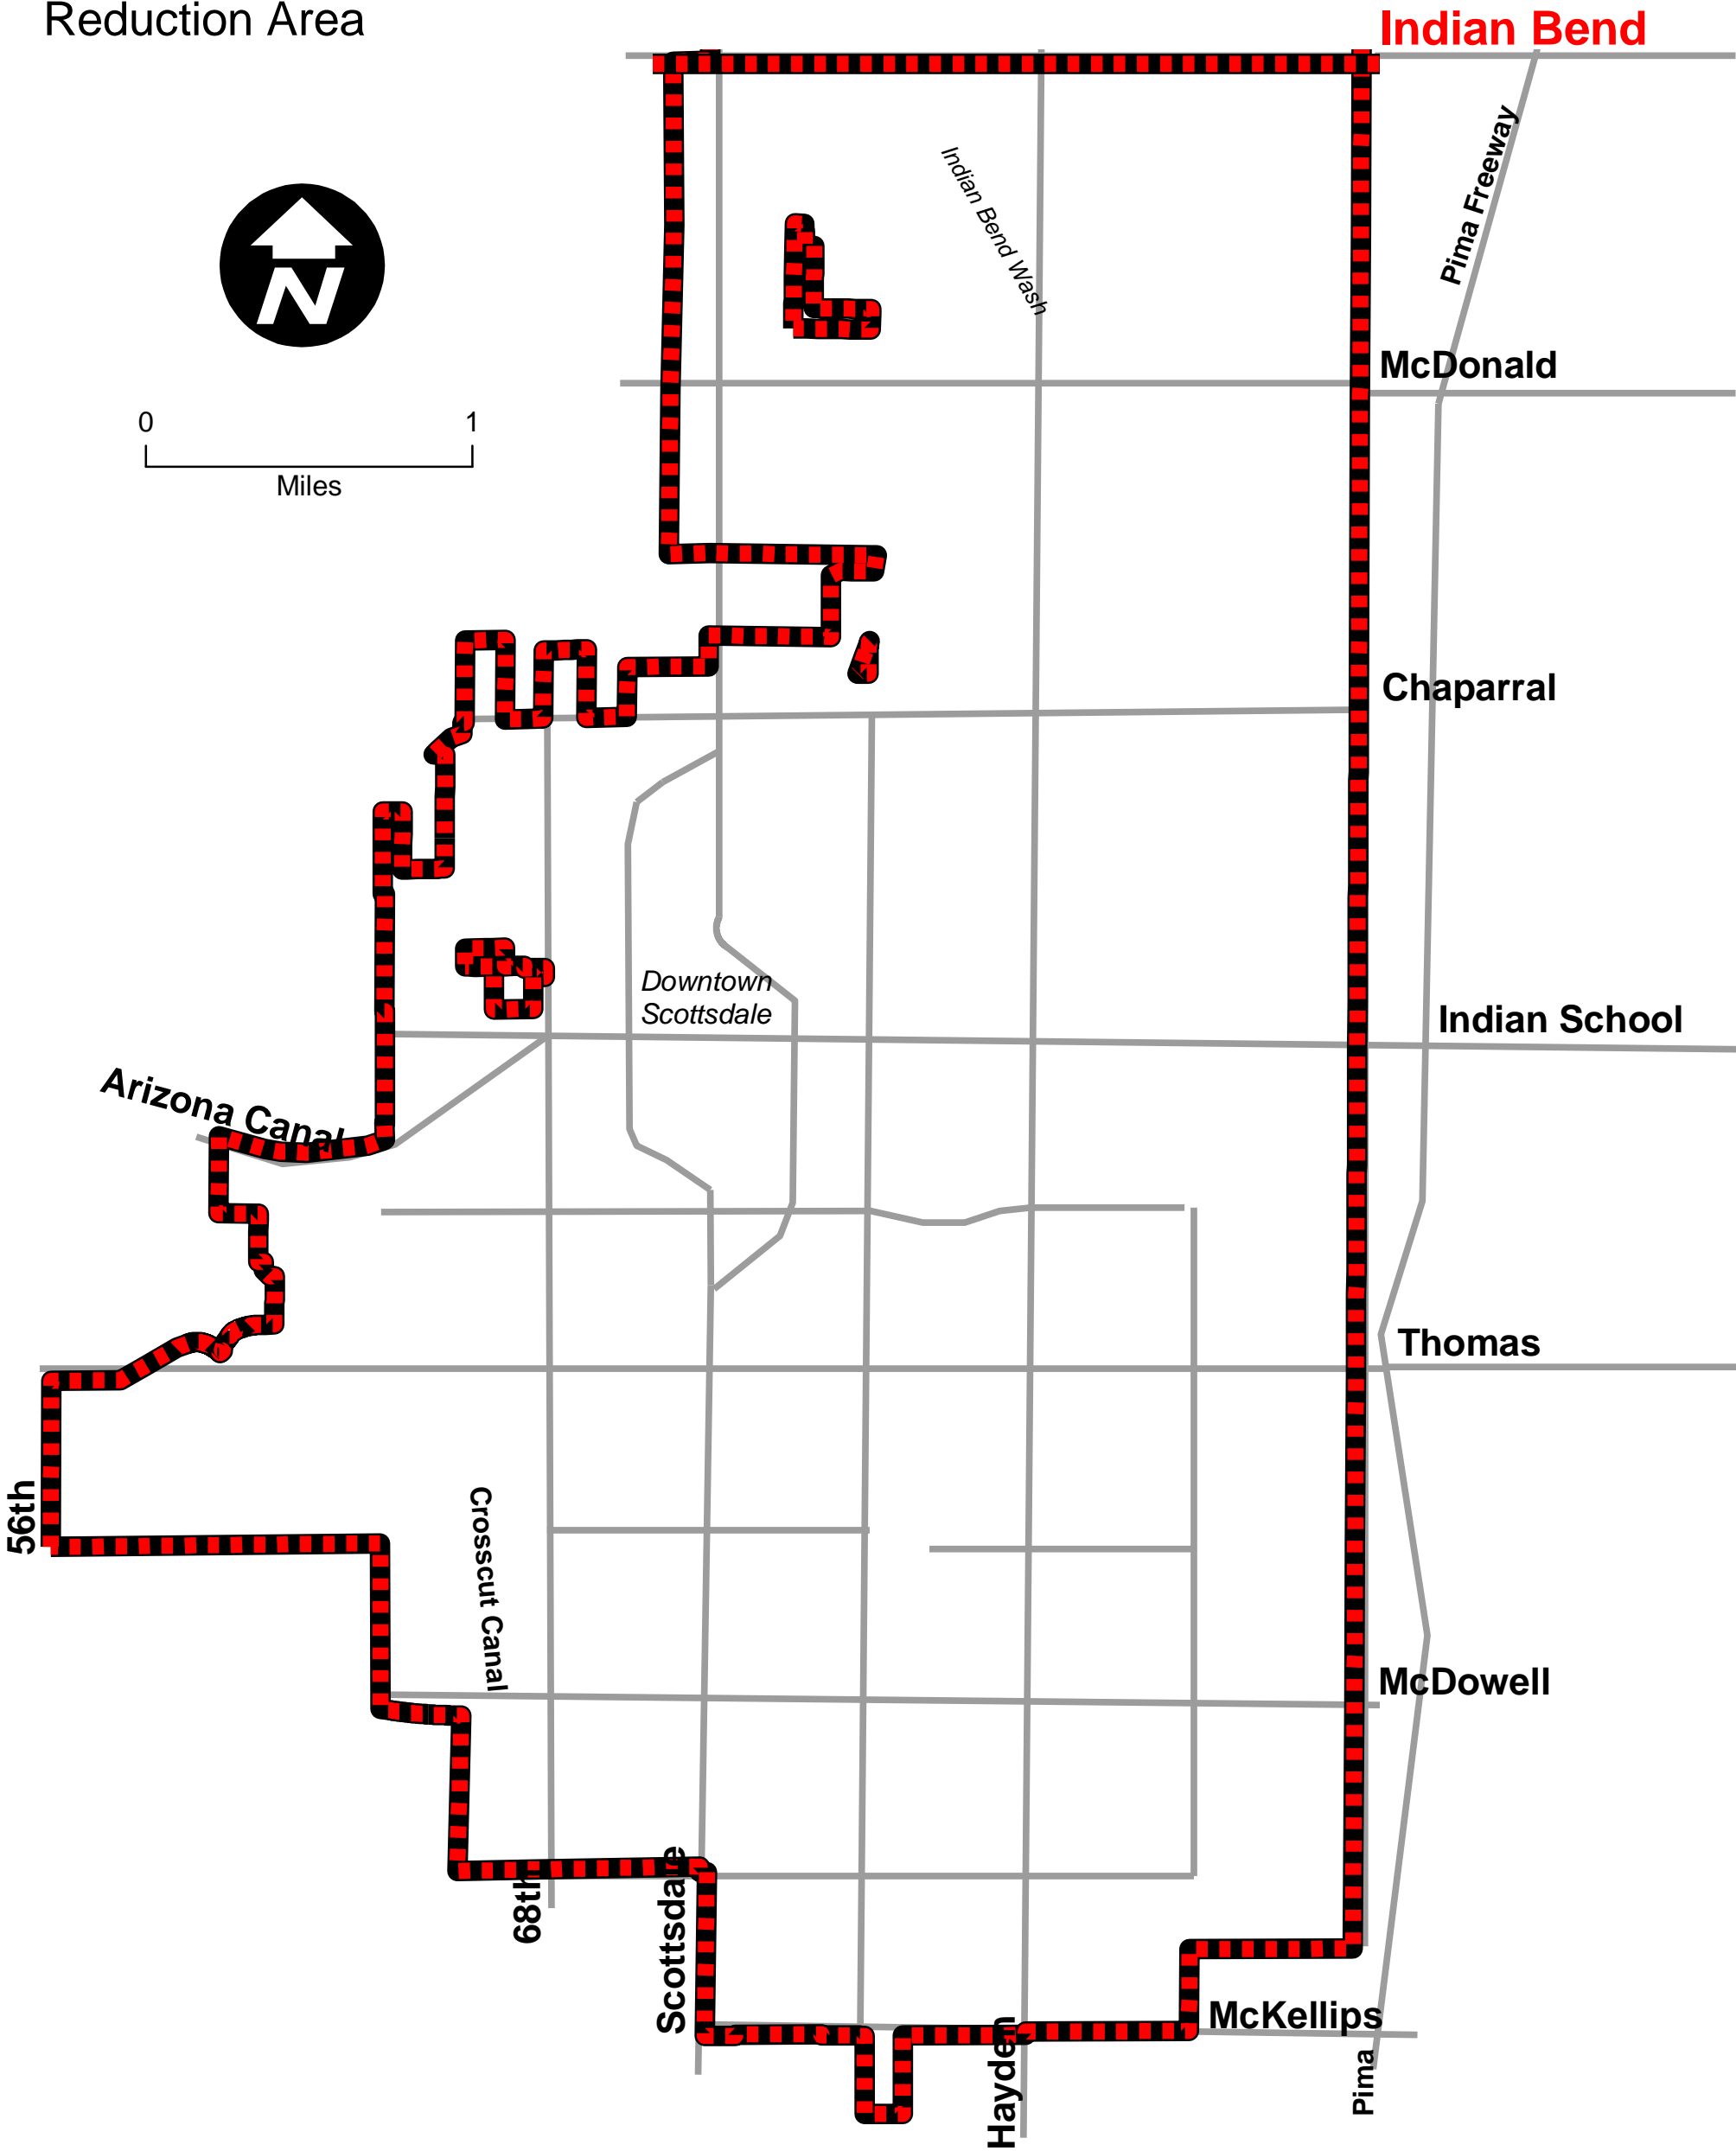 Reduction Area
Indian Bend
Pima Freeway
Indian Bend Wash
N
McDonald
0 1
Miles
Chaparral
Downtown
Scottsdale
Indian School
Arizona Canal
Thomas
56th
Crosscut Canal
McDowell
68th
Scottsdale
McKellips
Hayden
Pima